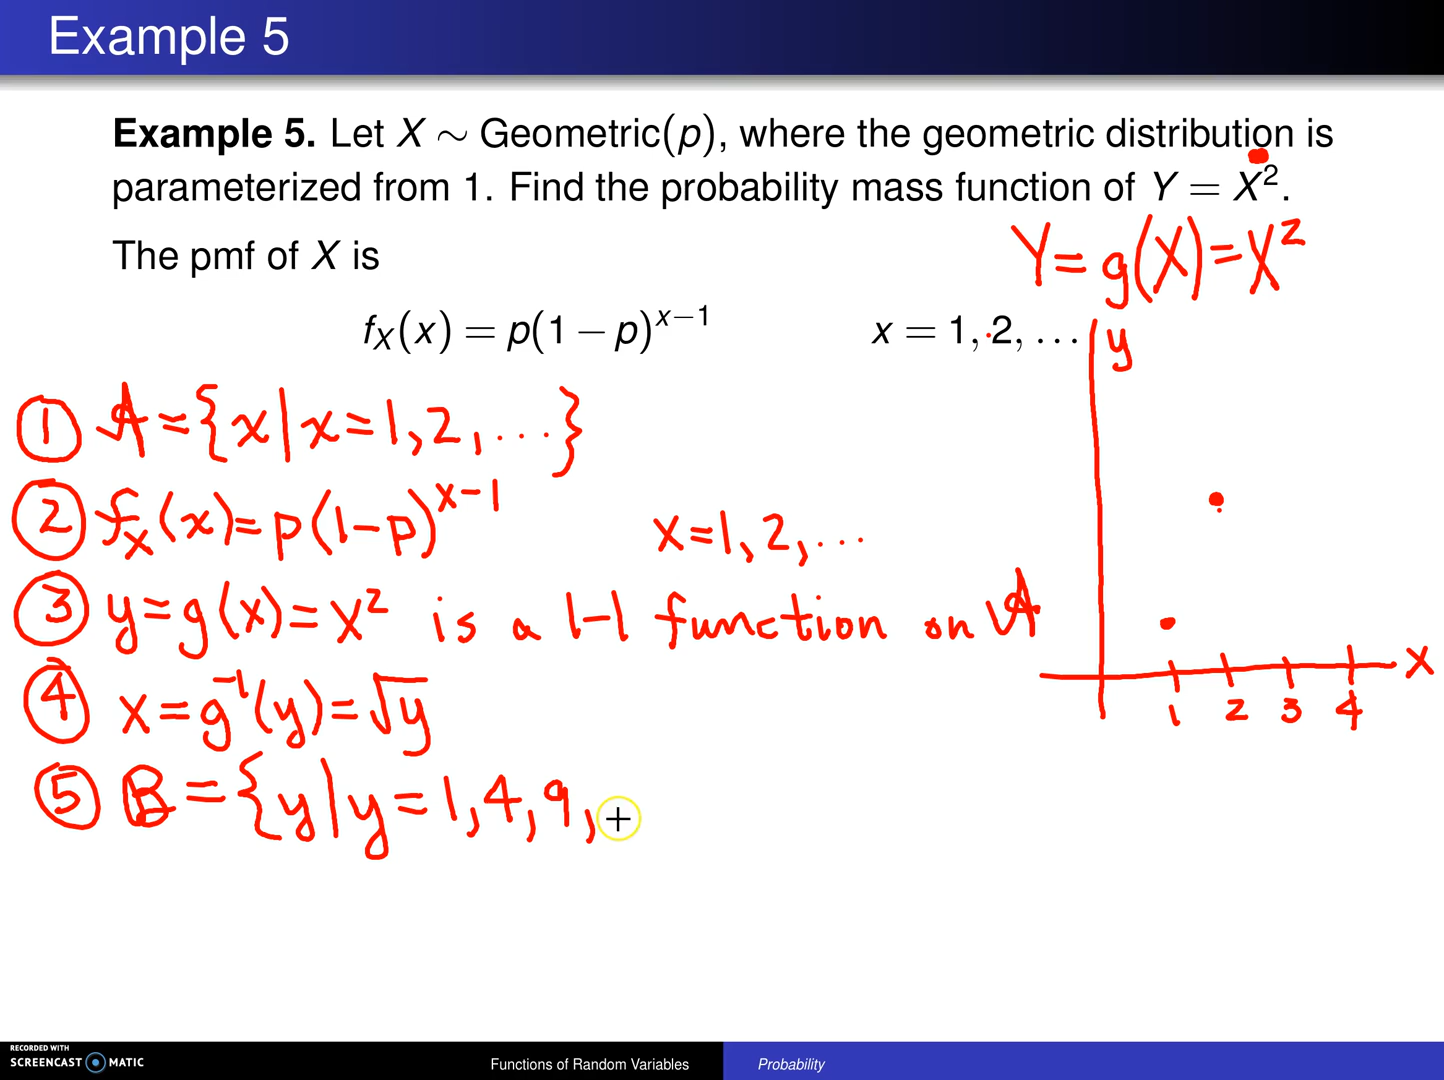 Example 5
Example 5. Let X ∼ Geometric(p), where the geometric distribution is
parameterized from 1. Find the probability mass function of Y = X².
The pmf of X is
Y = g(X) = X²
f_X(x) = p(1 − p)^{x−1} x = 1, 2, …
y
① 𝒜 = {x | x = 1, 2, …}
② f_X(x) = p(1−p)^{x−1} x = 1, 2, …
③ y = g(x) = x² is a 1–1 function on 𝒜
x
1 2 3 4
④ x = g⁻¹(y) = √y
⑤ ℬ = {y | y = 1, 4, 9,
RECORDED WITH
SCREENCAST MATIC
Functions of Random Variables Probability